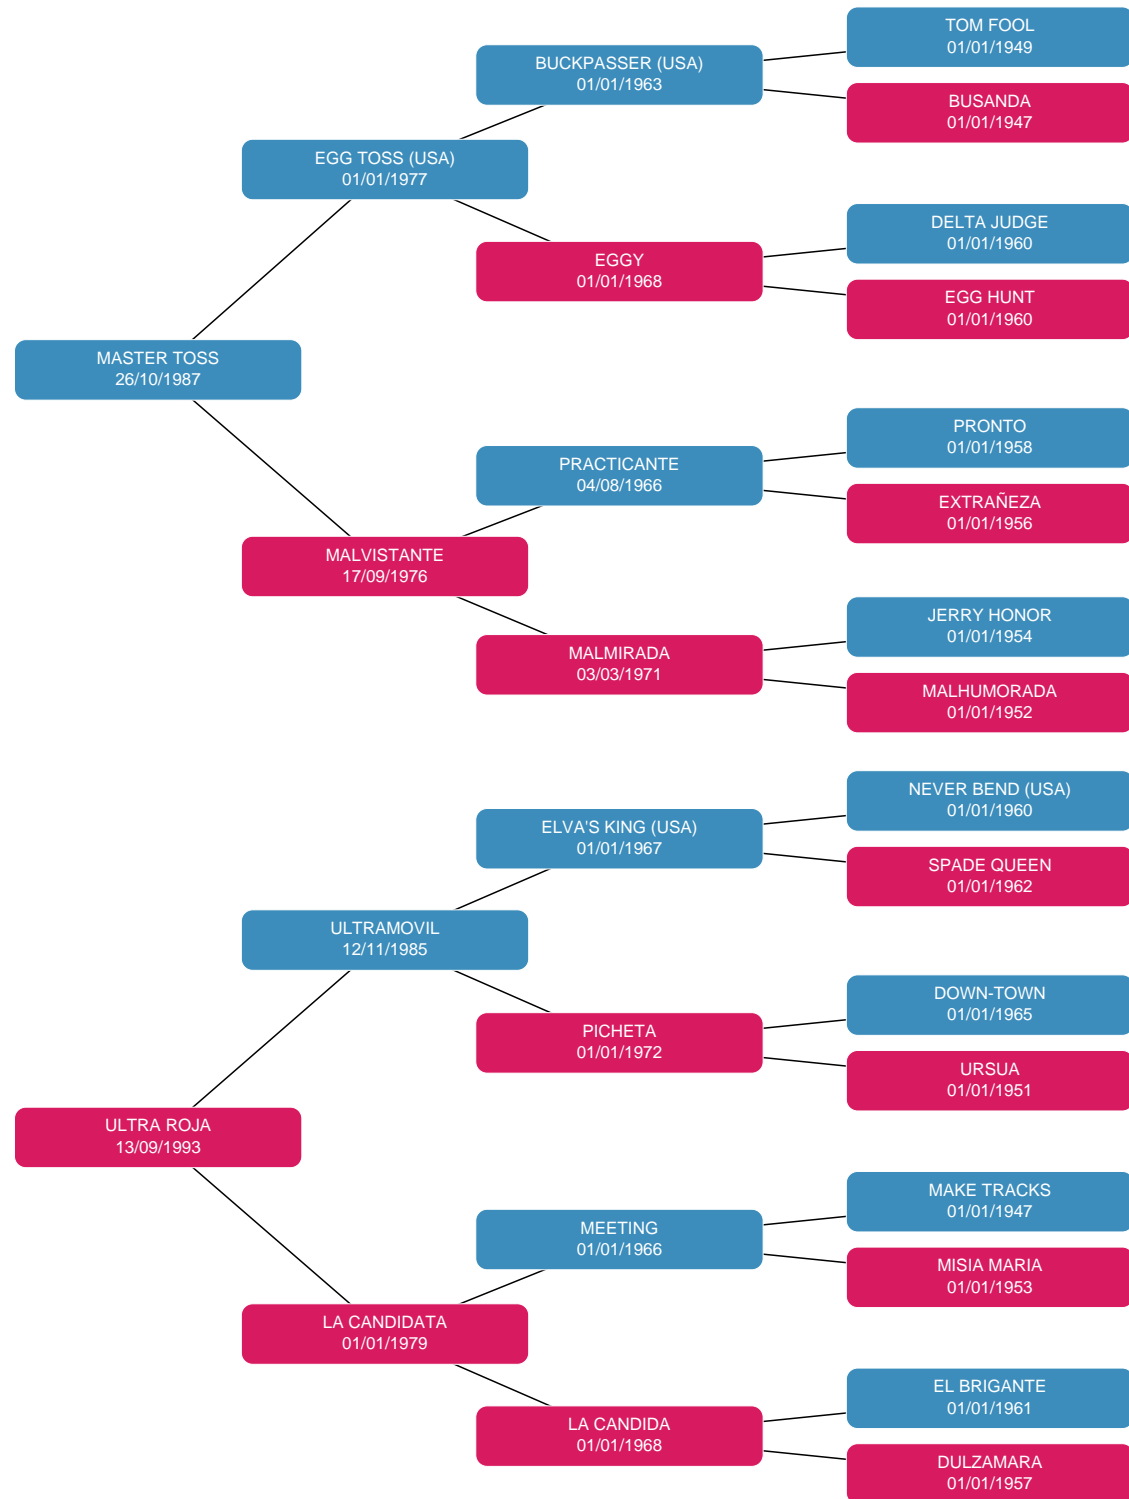 TOM FOOL
01/01/1949
BUCKPASSER (USA)
01/01/1963
BUSANDA
01/01/1947
EGG TOSS (USA)
01/01/1977
DELTA JUDGE
01/01/1960
EGGY
01/01/1968
EGG HUNT
01/01/1960
MASTER TOSS
26/10/1987
PRONTO
01/01/1958
PRACTICANTE
04/08/1966
EXTRAÑEZA
01/01/1956
MALVISTANTE
17/09/1976
JERRY HONOR
01/01/1954
MALMIRADA
03/03/1971
MALHUMORADA
01/01/1952
NEVER BEND (USA)
01/01/1960
ELVA'S KING (USA)
01/01/1967
SPADE QUEEN
01/01/1962
ULTRAMOVIL
12/11/1985
DOWN-TOWN
01/01/1965
PICHETA
01/01/1972
URSUA
01/01/1951
ULTRA ROJA
13/09/1993
MAKE TRACKS
01/01/1947
MEETING
01/01/1966
MISIA MARIA
01/01/1953
LA CANDIDATA
01/01/1979
EL BRIGANTE
01/01/1961
LA CANDIDA
01/01/1968
DULZAMARA
01/01/1957